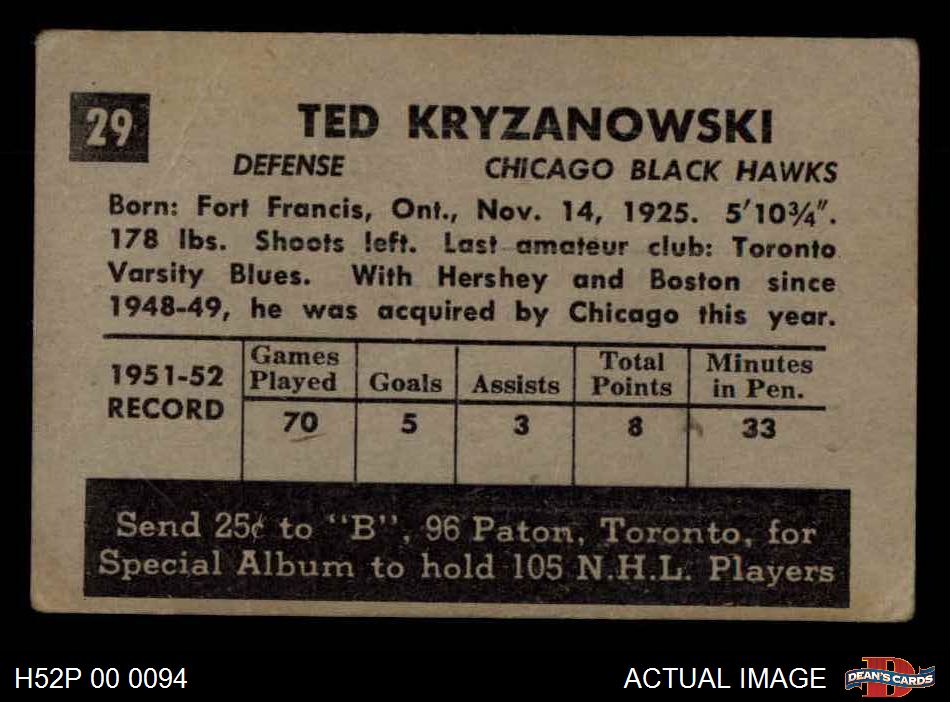 29
TED KRYZANOWSKI
DEFENSE CHICAGO BLACK HAWKS
Born: Fort Francis, Ont., Nov. 14, 1925. 5'10¾".
178 lbs. Shoots left. Last amateur club: Toronto
Varsity Blues. With Hershey and Boston since
1948-49, he was acquired by Chicago this year.
1951-52 RECORD
Games Played Goals Assists Total Points Minutes in Pen.
70 5 3 8 33
Send 25¢ to "B", 96 Paton, Toronto, for
Special Album to hold 105 N.H.L. Players
H52P 00 0094 ACTUAL IMAGE D DEAN'S CARDS